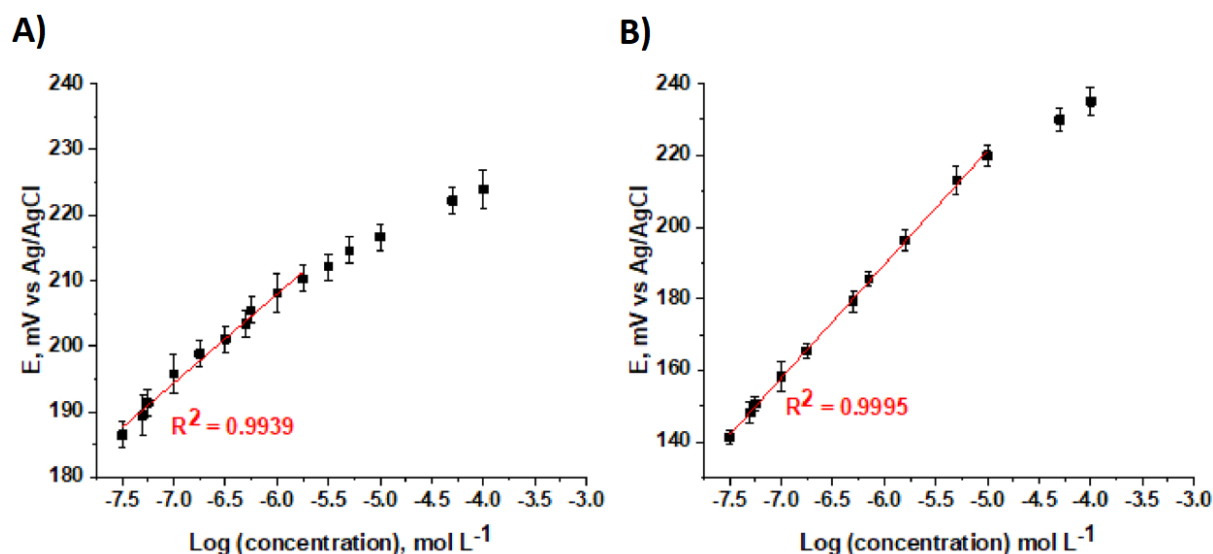 A)
E, mV vs Ag/AgCl
240
230
220
210
200
190
180
R² = 0.9939
-7.5 -7.0 -6.5 -6.0 -5.5 -5.0 -4.5 -4.0 -3.5 -3.0
Log (concentration), mol L⁻¹
B)
E, mV vs Ag/AgCl
240
220
200
180
160
140
R² = 0.9995
-7.5 -7.0 -6.5 -6.0 -5.5 -5.0 -4.5 -4.0 -3.5 -3.0
Log (concentration) mol L⁻¹